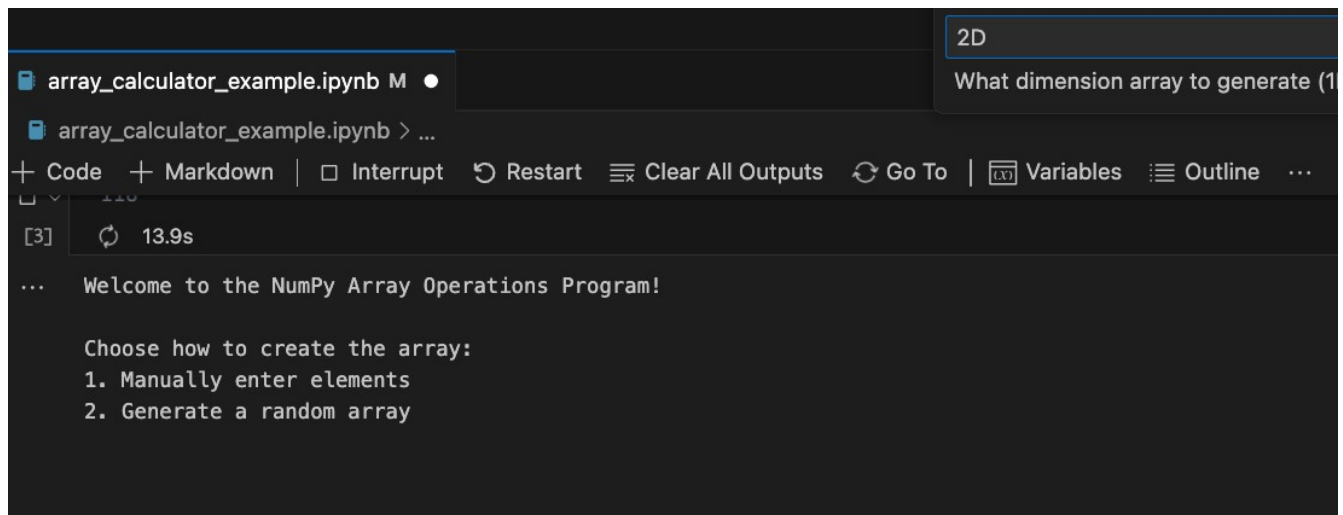 2D
What dimension array to generate (1
array_calculator_example.ipynb M
array_calculator_example.ipynb > ...
+ Code + Markdown | Interrupt Restart Clear All Outputs Go To | Variables Outline ...
[3] 13.9s
... Welcome to the NumPy Array Operations Program!
Choose how to create the array:
1. Manually enter elements
2. Generate a random array